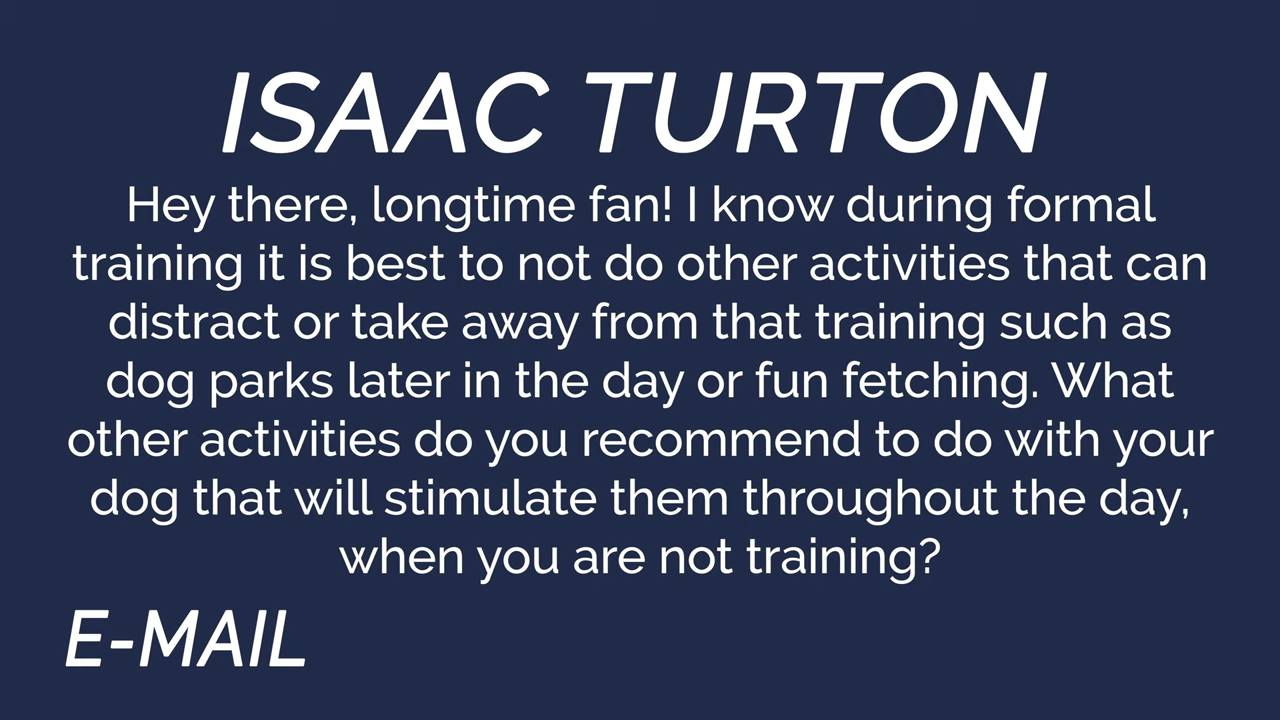 ISAAC TURTON
Hey there, longtime fan! I know during formal
training it is best to not do other activities that can
distract or take away from that training such as
dog parks later in the day or fun fetching. What
other activities do you recommend to do with your
dog that will stimulate them throughout the day,
when you are not training?
E-MAIL